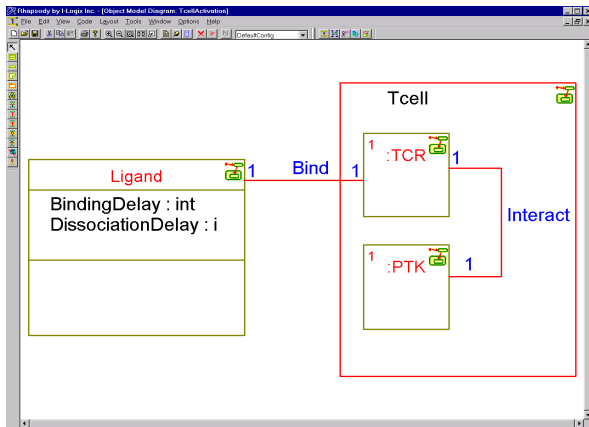 Rhapsody by I-Logix Inc. - [Object Model Diagram: TcellActivation]
File Edit View Code Layout Tools Window Options Help
DefaultConfig
Tcell
1
:TCR
1
Ligand
1
Bind
1
BindingDelay : int
DissociationDelay : i
Interact
1
:PTK
1